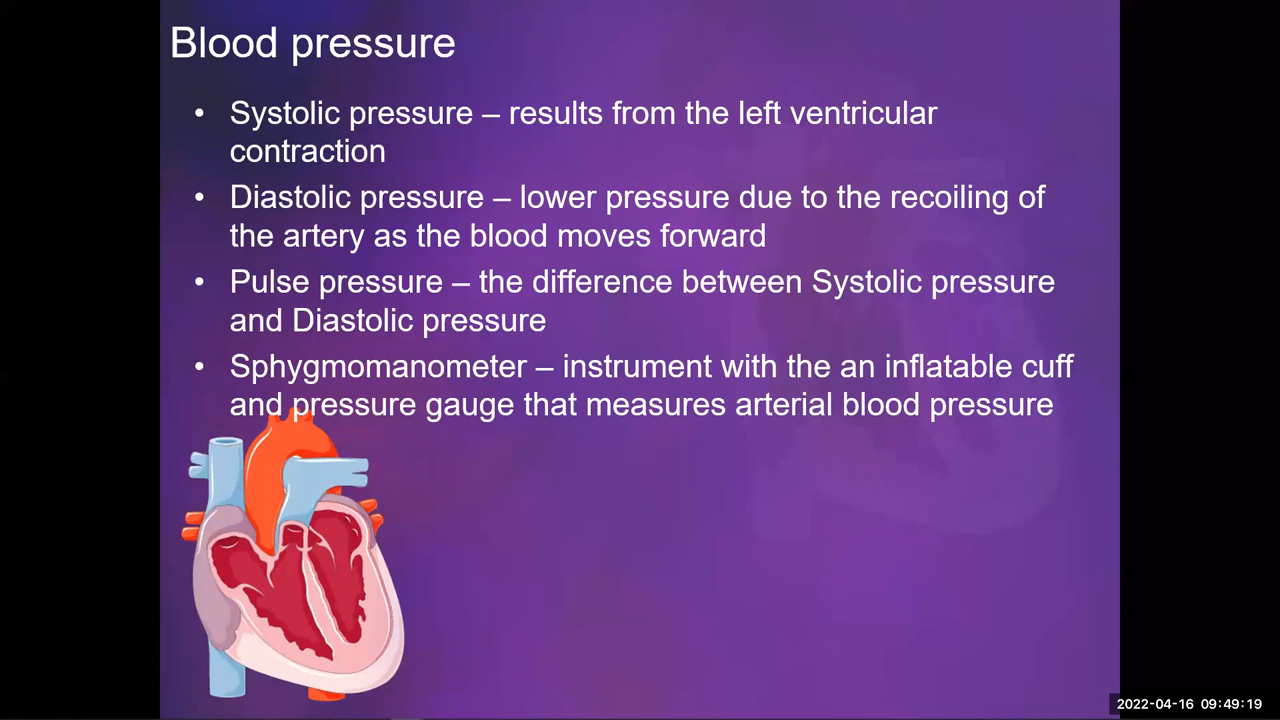 Blood pressure
• Systolic pressure – results from the left ventricular
contraction
• Diastolic pressure – lower pressure due to the recoiling of
the artery as the blood moves forward
• Pulse pressure – the difference between Systolic pressure
and Diastolic pressure
• Sphygmomanometer – instrument with the an inflatable cuff
and pressure gauge that measures arterial blood pressure
2022-04-16 09:49:19